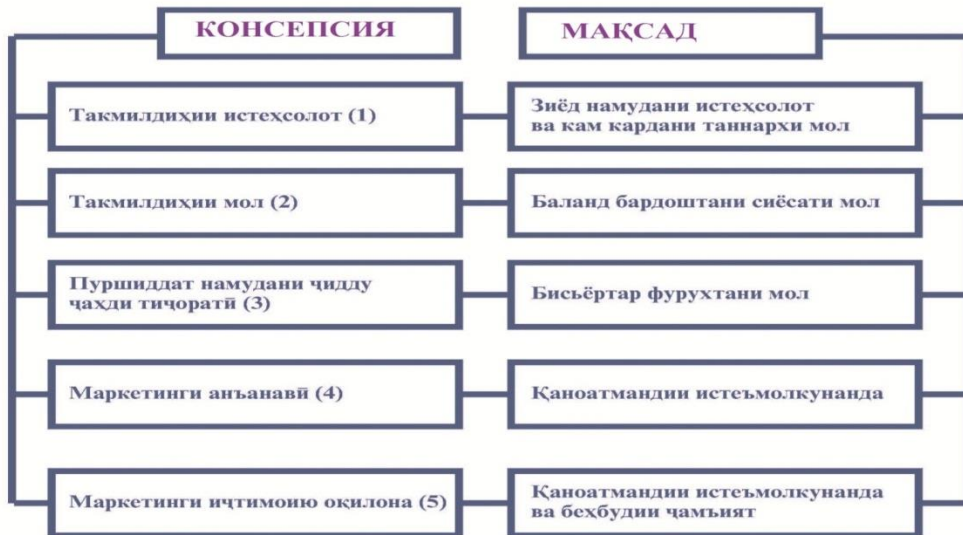 КОНСЕПСИЯ
МАҚСАД
Такмилдиҳии истеҳсолот (1)
Зиёд намудани истеҳсолот
ва кам кардани таннархи мол
Такмилдиҳии мол (2)
Баланд бардоштани сиёсати мол
Пуршиддат намудани ҷидду
ҷаҳди тиҷоратӣ (3)
Бисьёртар фурухтани мол
Маркетинги анъанавӣ (4)
Қаноатмандии истеъмолкунанда
Маркетинги иҷтимоию оқилона (5)
Қаноатмандии истеъмолкунанда
ва беҳбудии ҷамъият